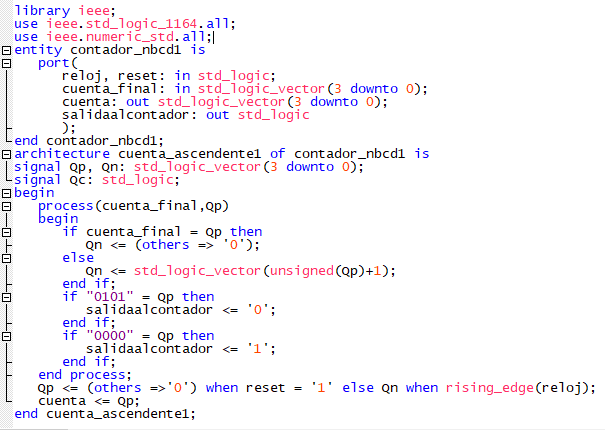 library ieee;
use ieee.std_logic_1164.all;
use ieee.numeric_std.all;
entity contador_nbcd1 is
port(
reloj, reset: in std_logic;
cuenta_final: in std_logic_vector(3 downto 0);
cuenta: out std_logic_vector(3 downto 0);
salidaalcontador: out std_logic
);
end contador_nbcd1;
architecture cuenta_ascendente1 of contador_nbcd1 is
signal Qp, Qn: std_logic_vector(3 downto 0);
signal Qc: std_logic;
begin
process(cuenta_final,Qp)
begin
if cuenta_final = Qp then
Qn <= (others => '0');
else
Qn <= std_logic_vector(unsigned(Qp)+1);
end if;
if "0101" = Qp then
salidaalcontador <= '0';
end if;
if "0000" = Qp then
salidaalcontador <= '1';
end if;
end process;
Qp <= (others =>'0') when reset = '1' else Qn when rising_edge(reloj);
cuenta <= Qp;
end cuenta_ascendente1;